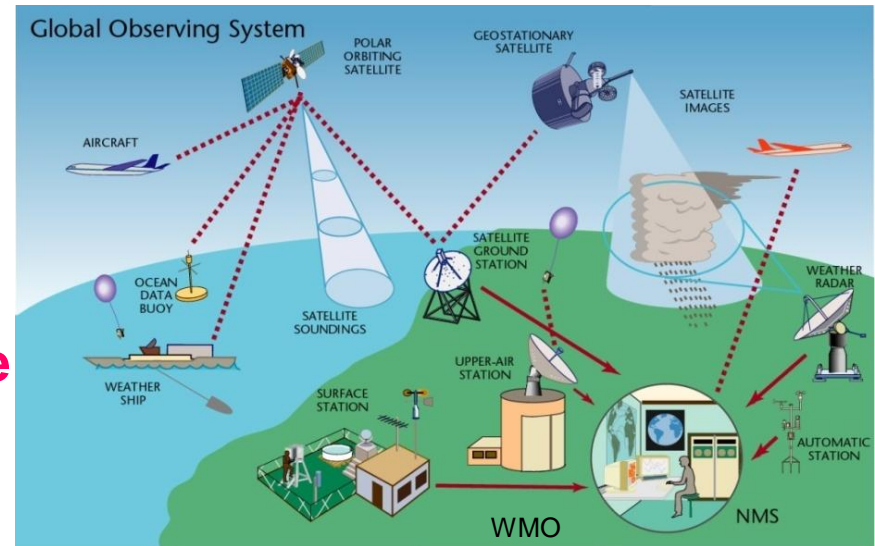 Global Observing System
POLAR
ORBITING
SATELLITE
GEOSTATIONARY
SATELLITE
SATELLITE
IMAGES
AIRCRAFT
OCEAN
DATA
BUOY
SATELLITE
SOUNDINGS
SATELLITE
GROUND
STATION
WEATHER
RADAR
e
WEATHER
SHIP
UPPER-AIR
STATION
SURFACE
STATION
AUTOMATIC
STATION
WMO
NMS